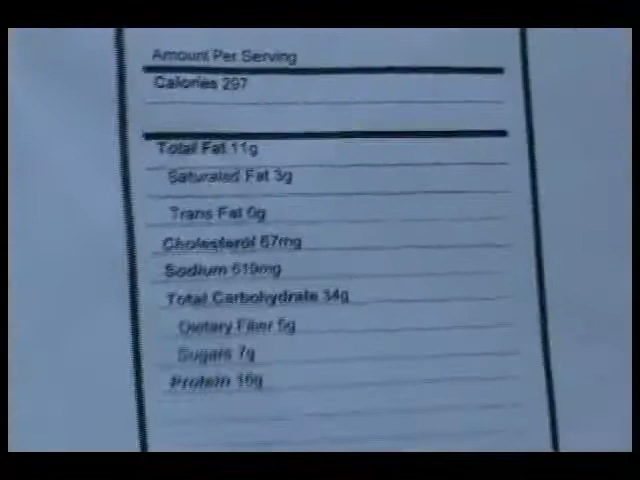 Amount Per Serving
Calories 297
Total Fat 11g
Saturated Fat 3g
Trans Fat 0g
Cholesterol 67mg
Sodium 619mg
Total Carbohydrate 34g
Dietary Fiber 5g
Sugars 7g
Protein 16g